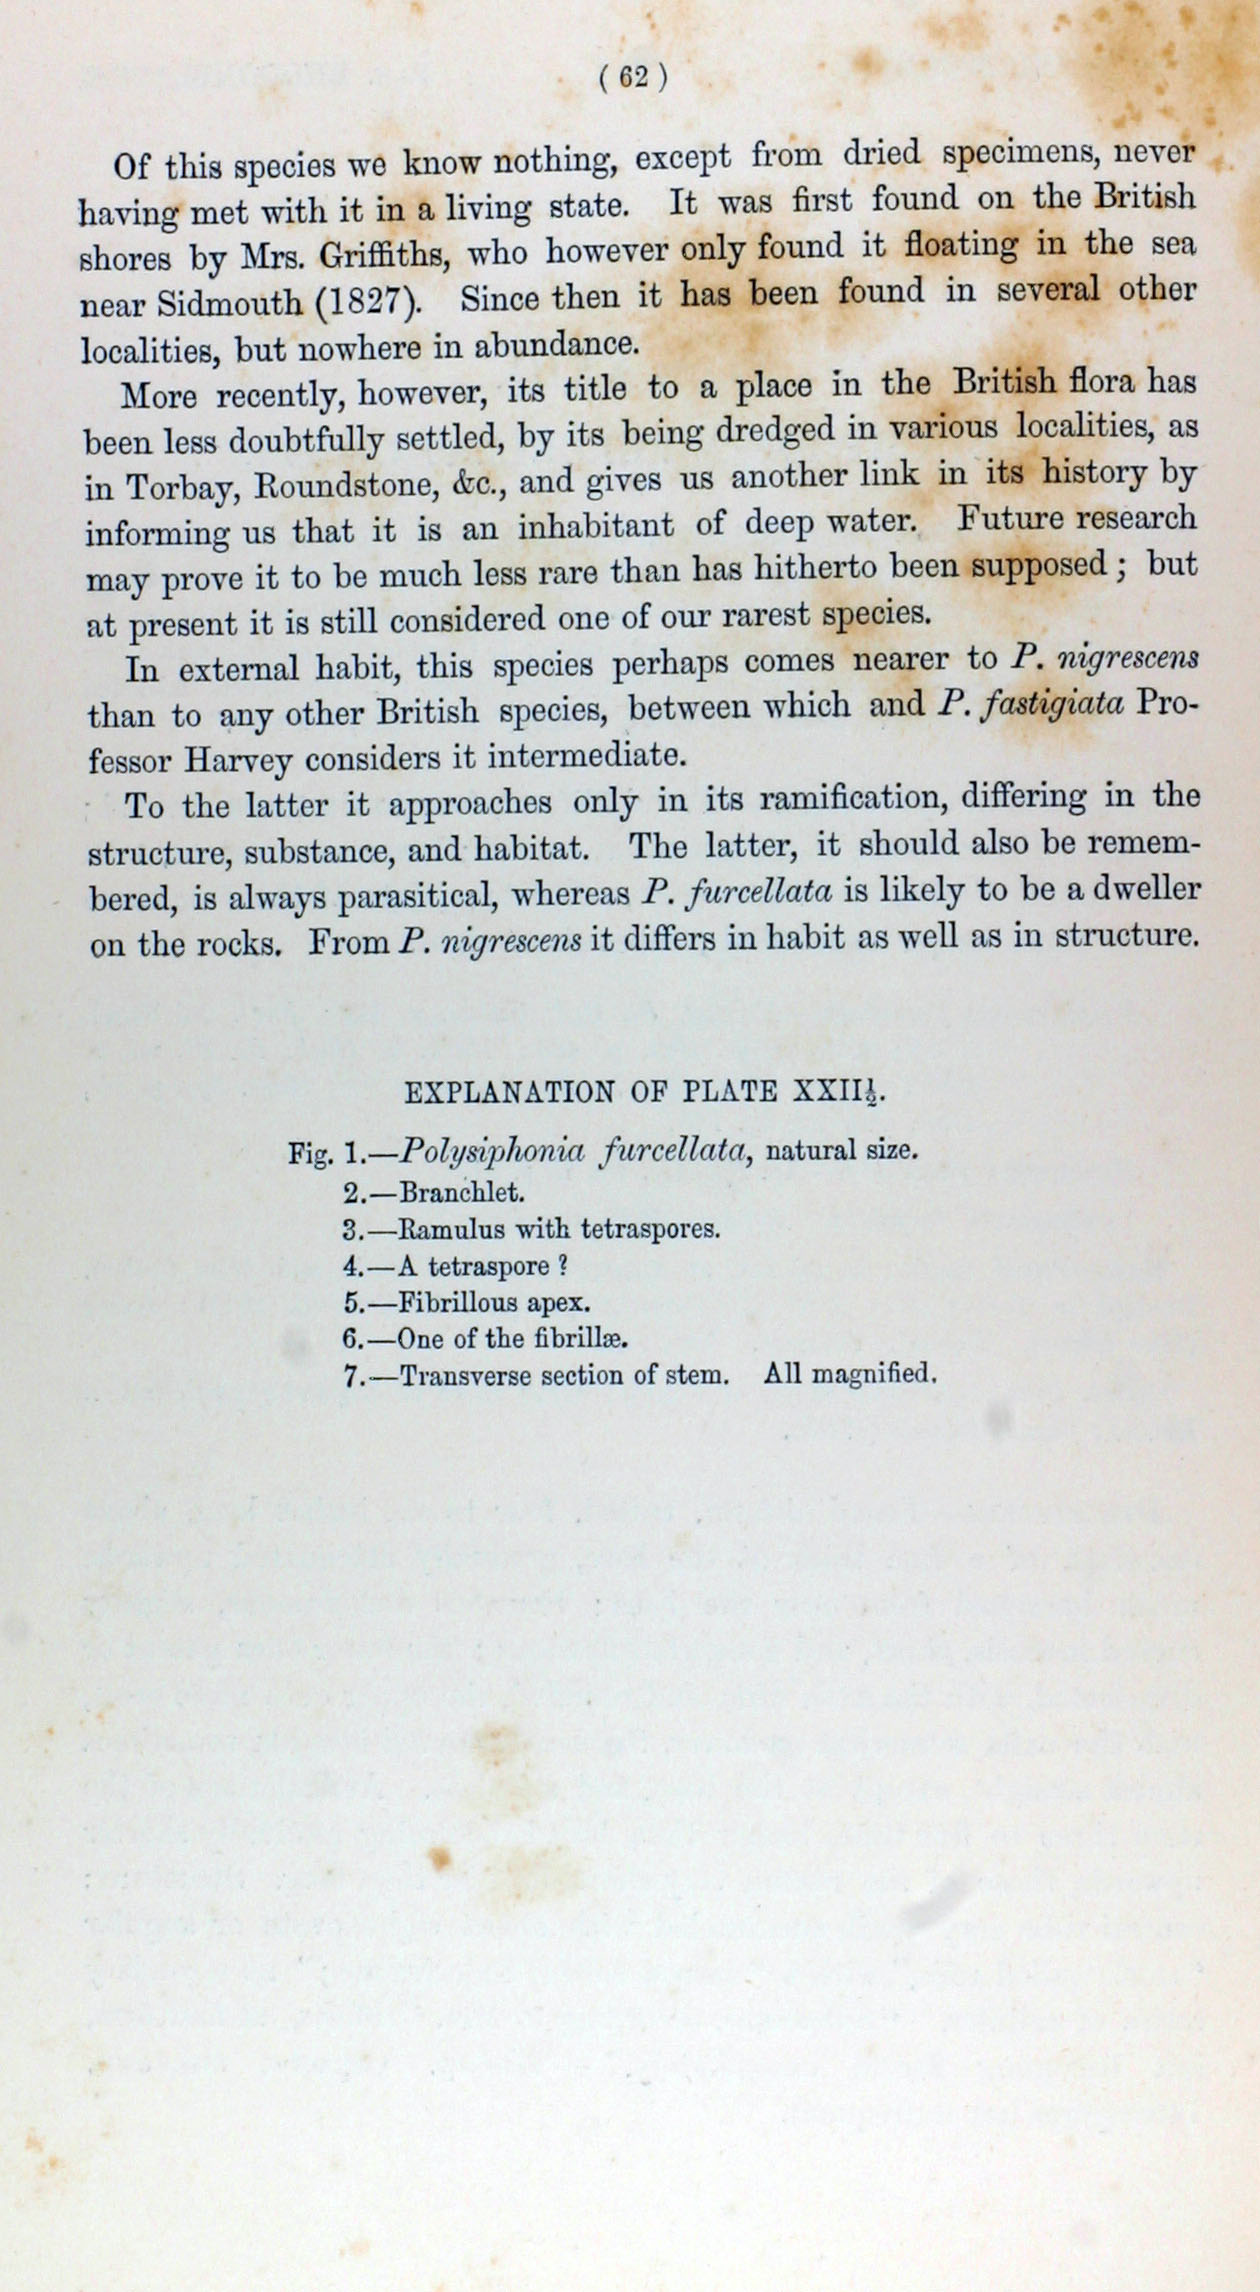 ( 62 )
Of this species we know nothing, except from dried specimens, never
having met with it in a living state. It was first found on the British
shores by Mrs. Griffiths, who however only found it floating in the sea
near Sidmouth (1827). Since then it has been found in several other
localities, but nowhere in abundance.
More recently, however, its title to a place in the British flora has
been less doubtfully settled, by its being dredged in various localities, as
in Torbay, Roundstone, &c., and gives us another link in its history by
informing us that it is an inhabitant of deep water. Future research
may prove it to be much less rare than has hitherto been supposed; but
at present it is still considered one of our rarest species.
In external habit, this species perhaps comes nearer to P. nigrescens
than to any other British species, between which and P. fastigiata Pro-
fessor Harvey considers it intermediate.
To the latter it approaches only in its ramification, differing in the
structure, substance, and habitat. The latter, it should also be remem-
bered, is always parasitical, whereas P. furcellata is likely to be a dweller
on the rocks. From P. nigrescens it differs in habit as well as in structure.
EXPLANATION OF PLATE XXII½.
Fig. 1.—Polysiphonia furcellata, natural size.
2.—Branchlet.
3.—Ramulus with tetraspores.
4.—A tetraspore ?
5.—Fibrillous apex.
6.—One of the fibrillæ.
7.—Transverse section of stem. All magnified.